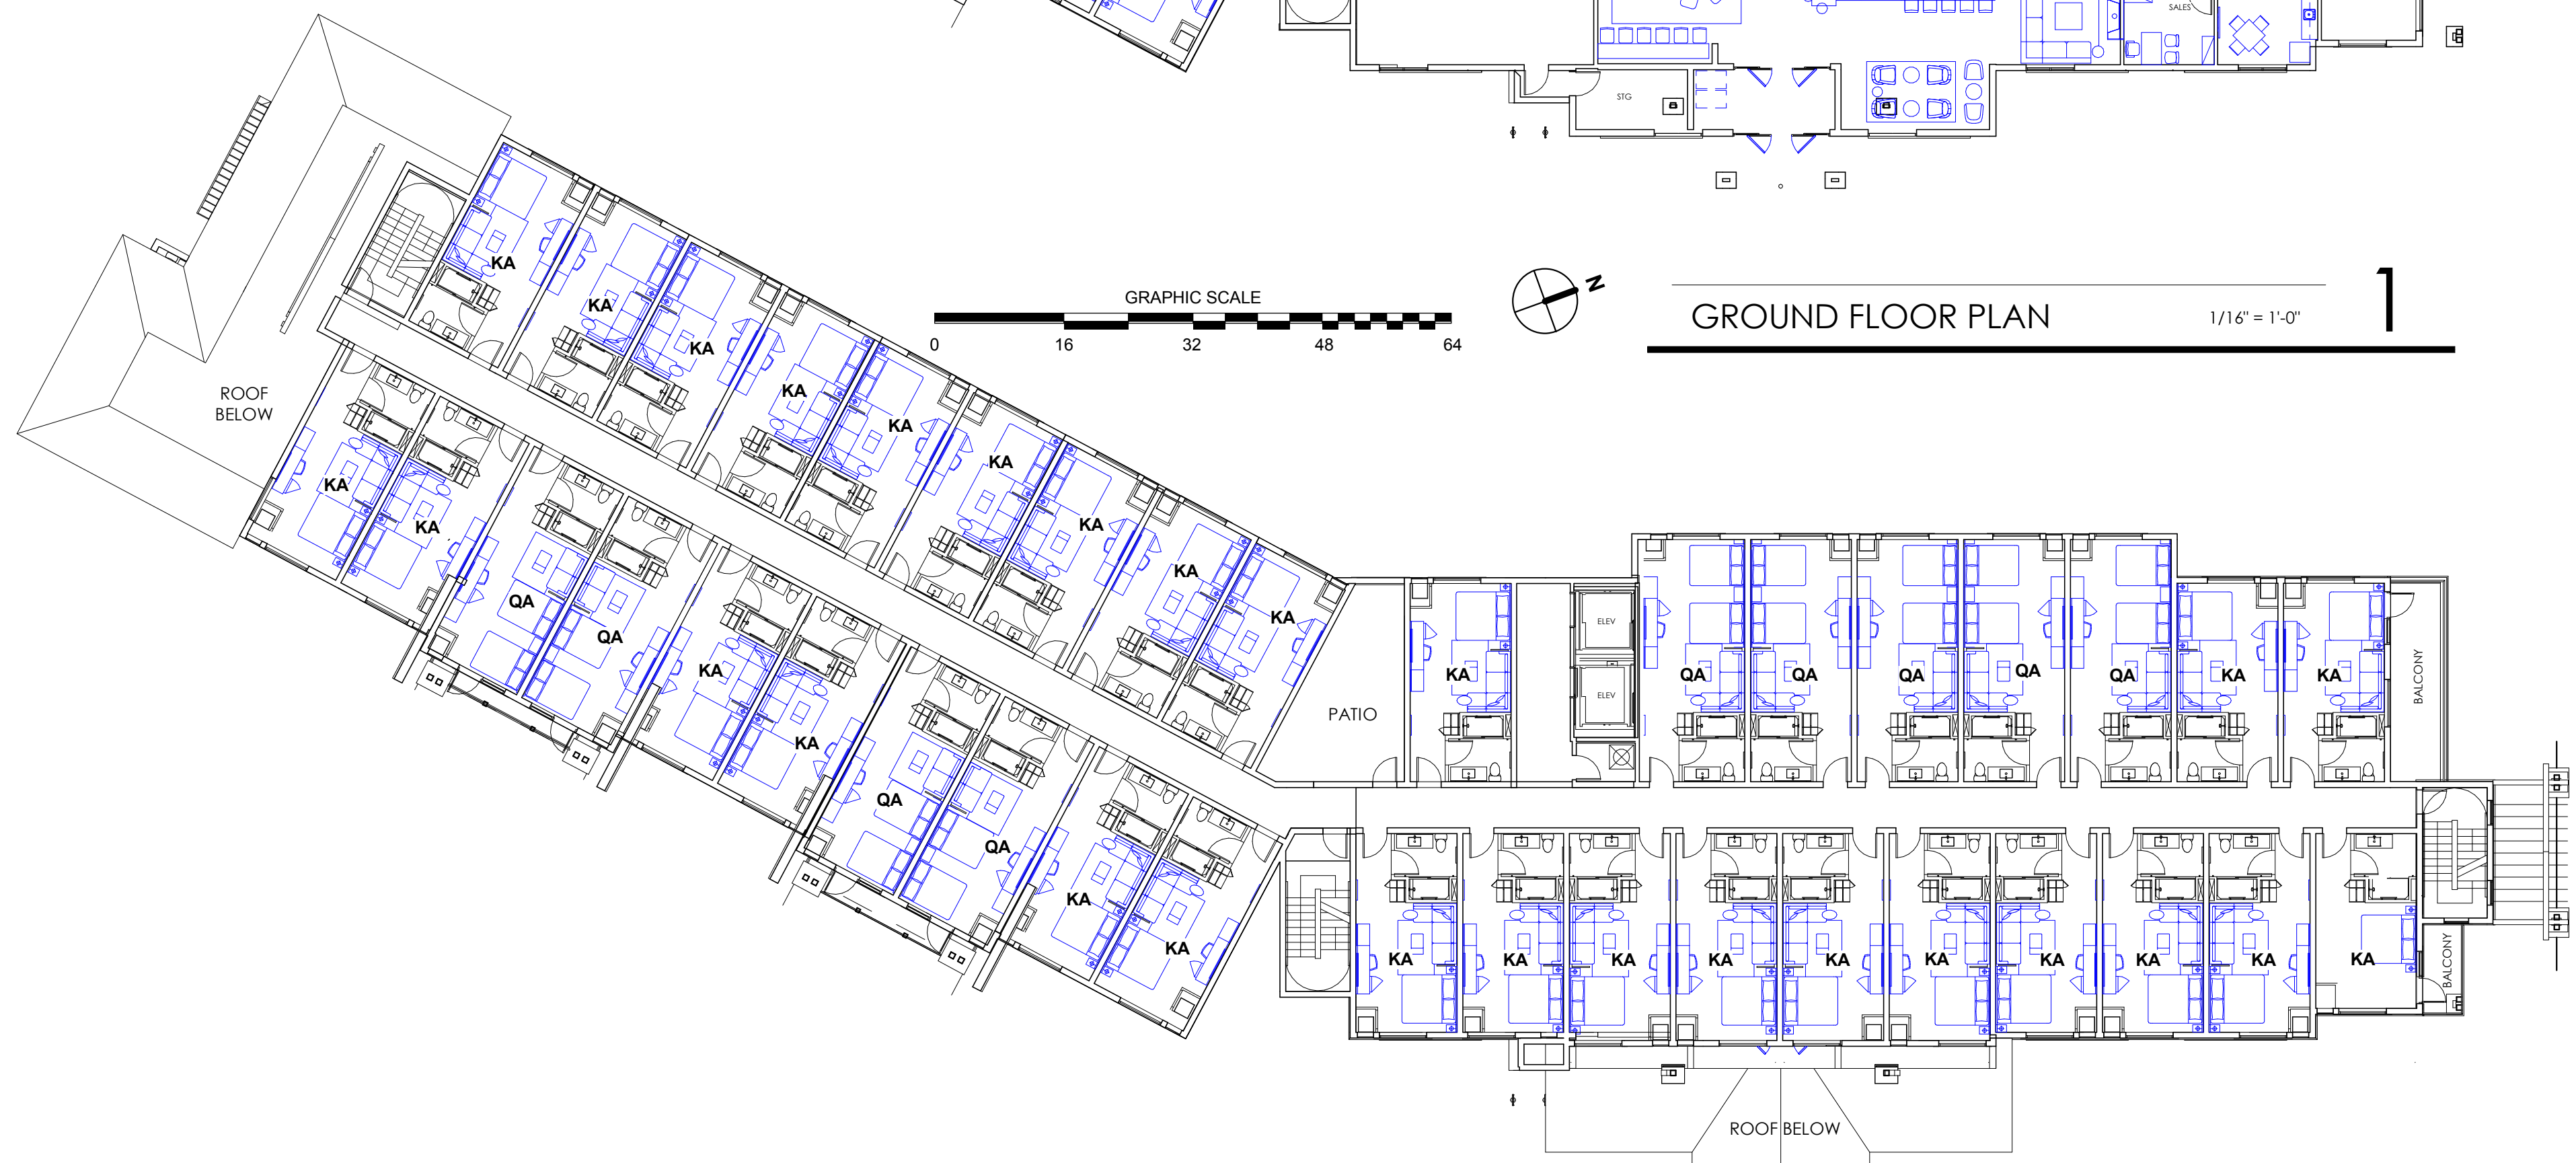 SALES
STG
GRAPHIC SCALE
0 16 32 48 64
N
GROUND FLOOR PLAN
1/16" = 1'-0"
1
ROOF
BELOW
KA
KA
KA
KA
KA
KA
KA
KA
KA
KA
KA
QA
QA
KA
KA
QA
QA
KA
KA
PATIO
KA
ELEV
ELEV
QA
QA
QA
QA
QA
KA
KA
BALCONY
KA
KA
KA
KA
KA
KA
KA
KA
KA
KA
BALCONY
ROOF BELOW